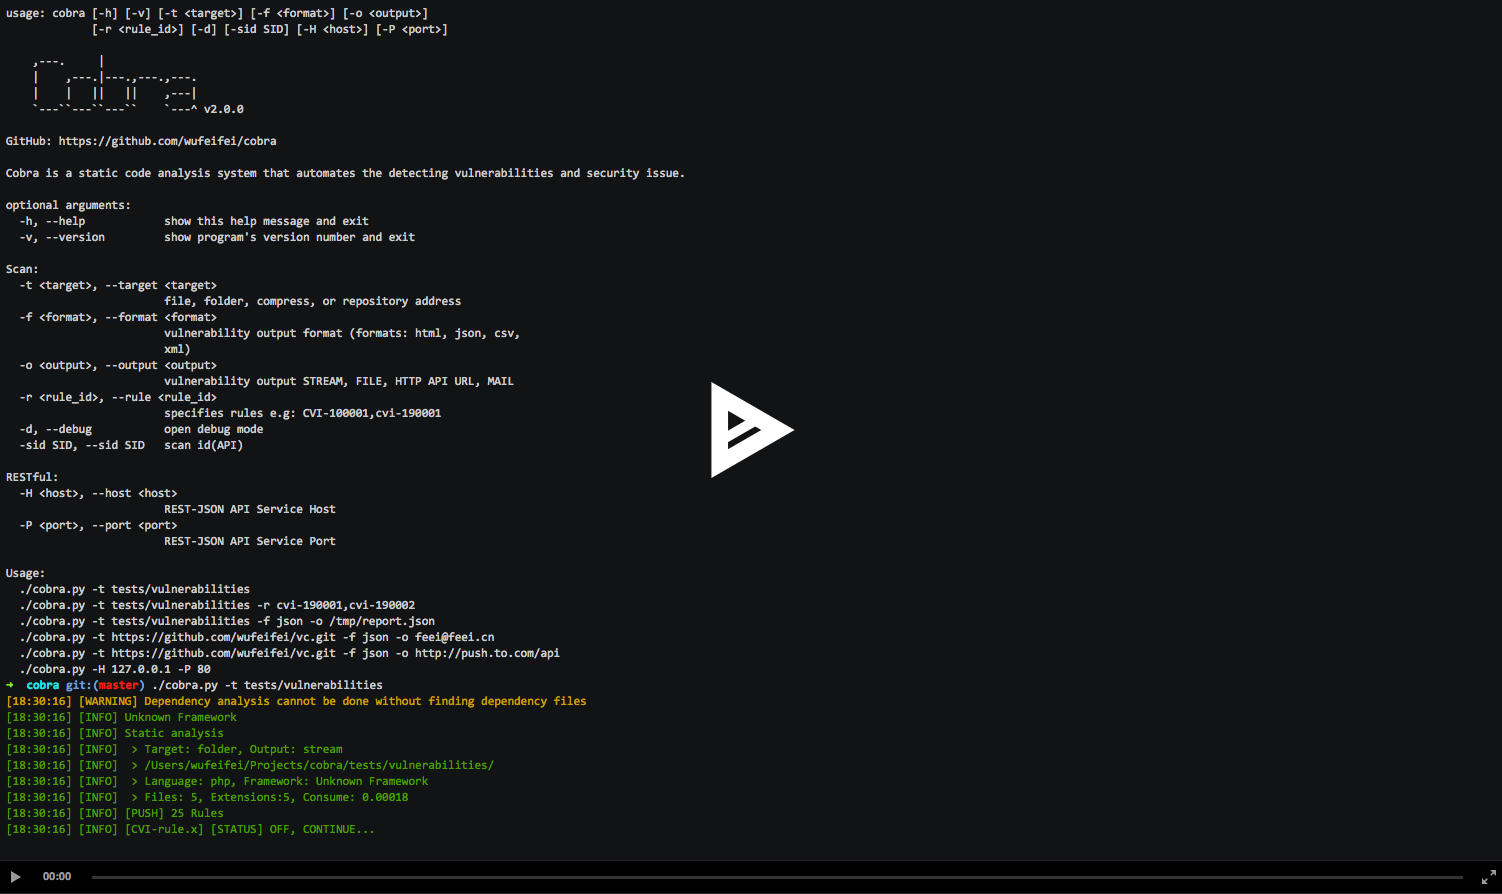 usage: cobra [-h] [-v] [-t <target>] [-f <format>] [-o <output>]
[-r <rule_id>] [-d] [-sid SID] [-H <host>] [-P <port>]
cobra
v2.0.0
GitHub: https://github.com/wufeifei/cobra
Cobra is a static code analysis system that automates the detecting vulnerabilities and security issue.
optional arguments:
-h, --help            show this help message and exit
-v, --version         show program's version number and exit
Scan:
-t <target>, --target <target>
file, folder, compress, or repository address
-f <format>, --format <format>
vulnerability output format (formats: html, json, csv,
xml)
-o <output>, --output <output>
vulnerability output STREAM, FILE, HTTP API URL, MAIL
-r <rule_id>, --rule <rule_id>
specifies rules e.g: CVI-100001,cvi-190001
-d, --debug           open debug mode
-sid SID, --sid SID   scan id(API)
RESTful:
-H <host>, --host <host>
REST-JSON API Service Host
-P <port>, --port <port>
REST-JSON API Service Port
Usage:
./cobra.py -t tests/vulnerabilities
./cobra.py -t tests/vulnerabilities -r cvi-190001,cvi-190002
./cobra.py -t tests/vulnerabilities -f json -o /tmp/report.json
./cobra.py -t https://github.com/wufeifei/vc.git -f json -o feei@feei.cn
./cobra.py -t https://github.com/wufeifei/vc.git -f json -o http://push.to.com/api
./cobra.py -H 127.0.0.1 -P 80
➜  cobra git:(master) ./cobra.py -t tests/vulnerabilities
[18:30:16] [WARNING] Dependency analysis cannot be done without finding dependency files
[18:30:16] [INFO] Unknown Framework
[18:30:16] [INFO] Static analysis
[18:30:16] [INFO]  > Target: folder, Output: stream
[18:30:16] [INFO]  > /Users/wufeifei/Projects/cobra/tests/vulnerabilities/
[18:30:16] [INFO]  > Language: php, Framework: Unknown Framework
[18:30:16] [INFO]  > Files: 5, Extensions:5, Consume: 0.00018
[18:30:16] [INFO] [PUSH] 25 Rules
[18:30:16] [INFO] [CVI-rule.x] [STATUS] OFF, CONTINUE...
00:00